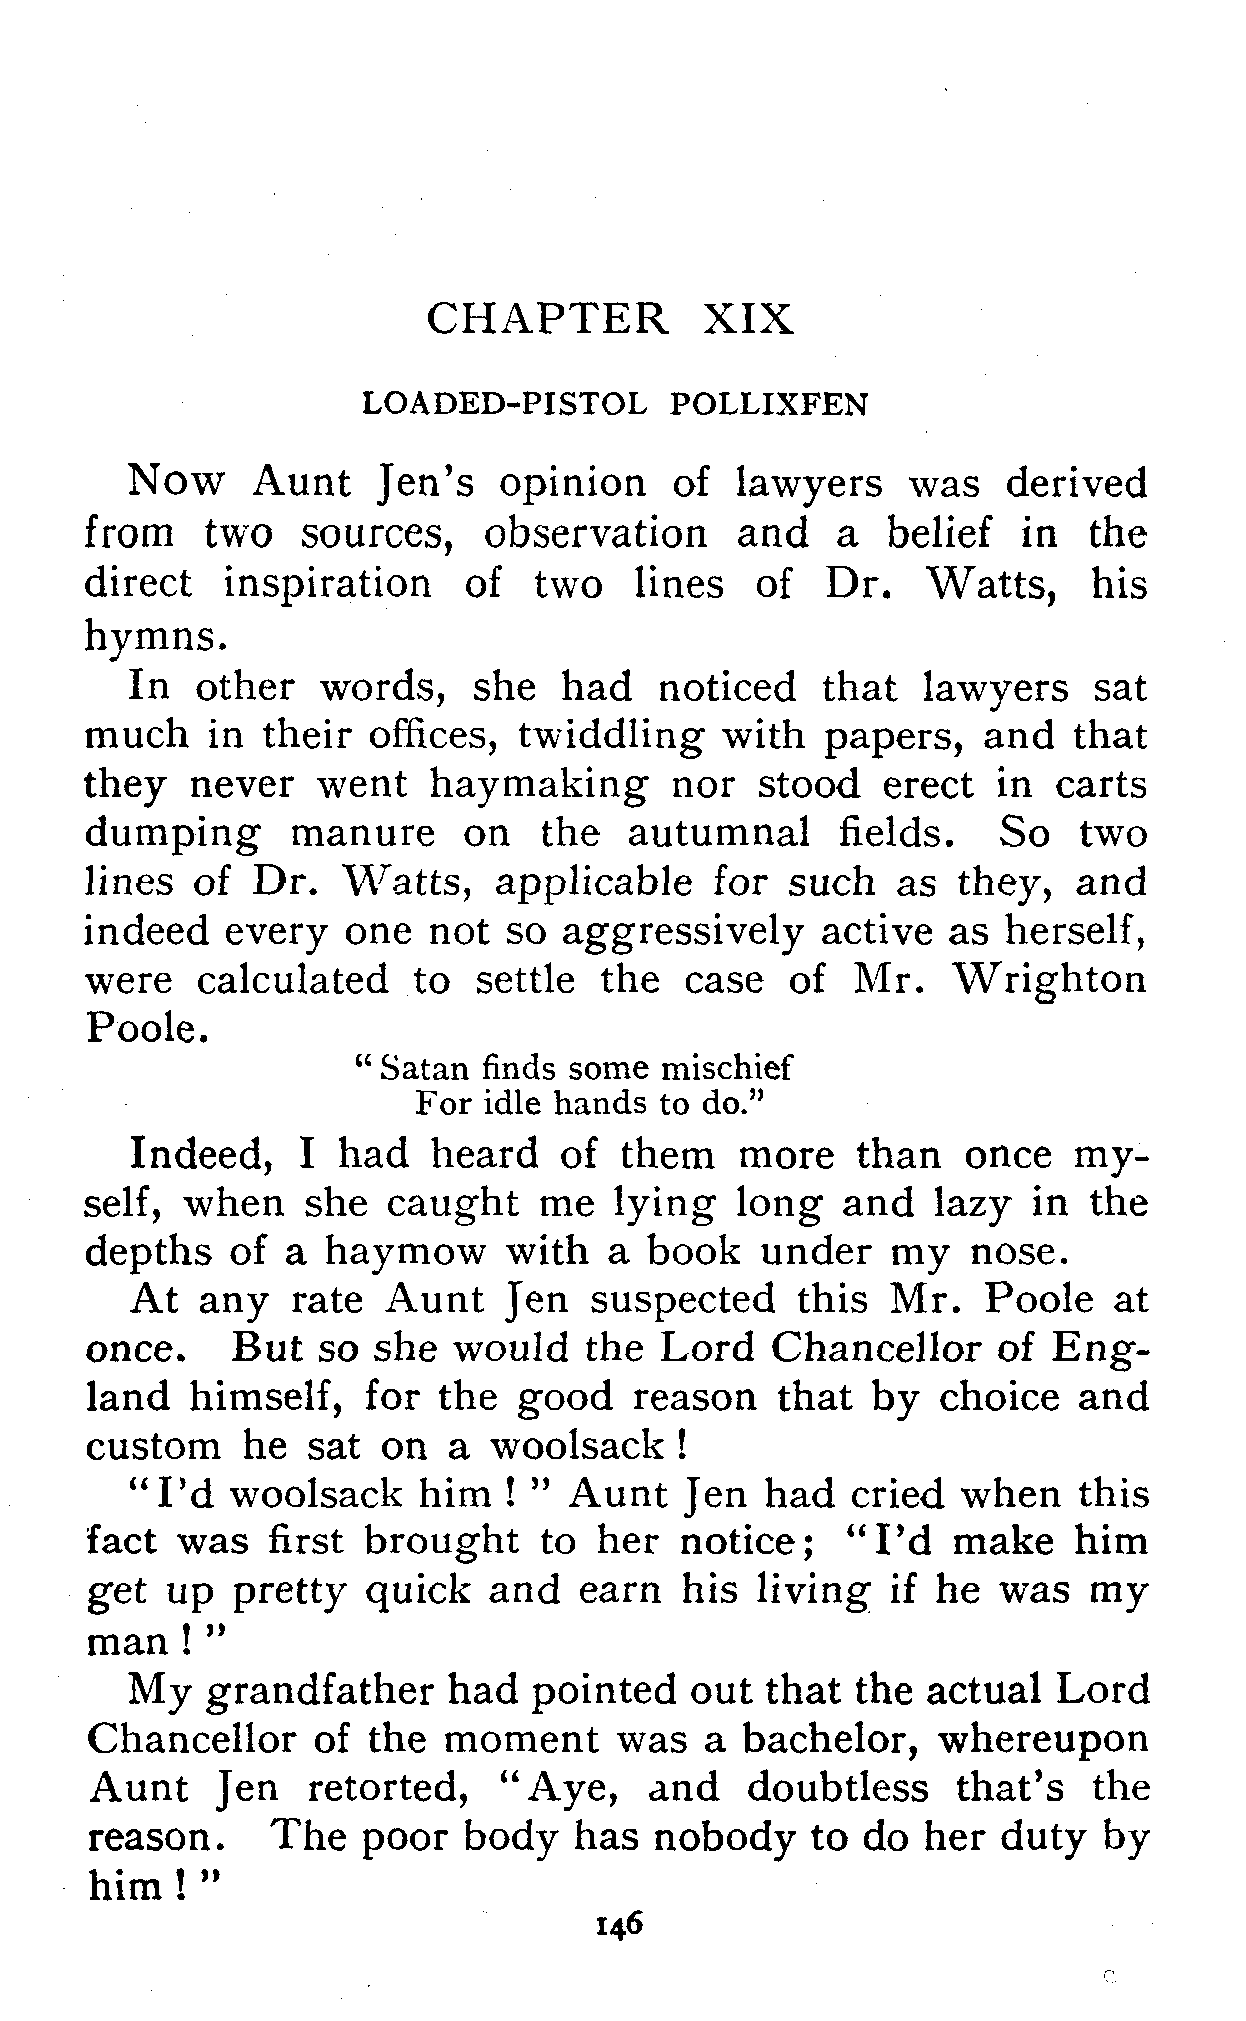 CHAPTER XIX
LOADED-PISTOL POLLIXFEN
Now Aunt Jen's opinion of lawyers was derived
from two sources, observation and a belief in the
direct inspiration of two lines of Dr. Watts, his
hymns.
In other words, she had noticed that lawyers sat
much in their offices, twiddling with papers, and that
they never went haymaking nor stood erect in carts
dumping manure on the autumnal fields. So two
lines of Dr. Watts, applicable for such as they, and
indeed every one not so aggressively active as herself,
were calculated to settle the case of Mr. Wrighton
Poole.
"Satan finds some mischief
For idle hands to do."
Indeed, I had heard of them more than once my-
self, when she caught me lying long and lazy in the
depths of a haymow with a book under my nose.
At any rate Aunt Jen suspected this Mr. Poole at
once. But so she would the Lord Chancellor of Eng-
land himself, for the good reason that by choice and
custom he sat on a woolsack!
"I'd woolsack him!" Aunt Jen had cried when this
fact was first brought to her notice; "I'd make him
get up pretty quick and earn his living if he was my
man!"
My grandfather had pointed out that the actual Lord
Chancellor of the moment was a bachelor, whereupon
Aunt Jen retorted, "Aye, and doubtless that's the
reason. The poor body has nobody to do her duty by
him!"
146